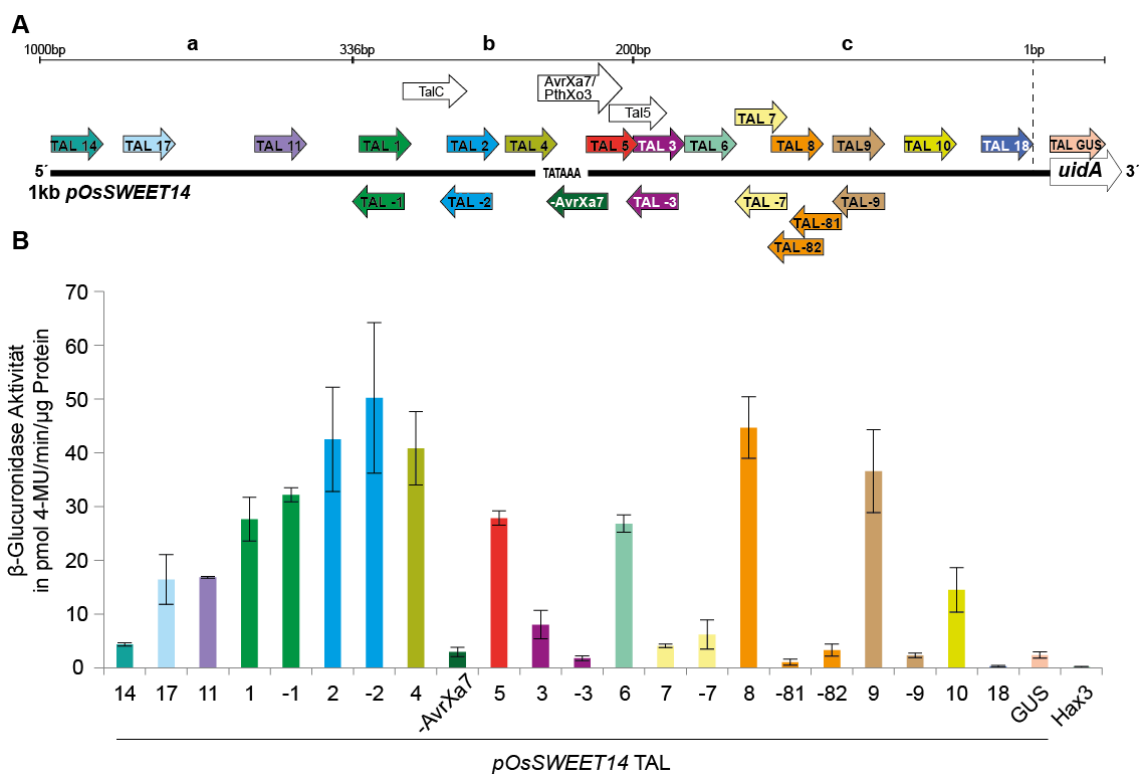 A
1000bp a 336bp b 200bp c 1bp
TalC
AvrXa7/
PthXo3
Tal5
TAL 7
TAL 14 TAL 17 TAL 11 TAL 1 TAL 2 TAL 4 TAL 5 TAL 3 TAL 6 TAL 8 TAL9 TAL 10 TAL 18 TAL GUS
5´ TATAAA uidA 3´
1kb pOsSWEET14
TAL -1 TAL -2 -AvrXa7 TAL -3 TAL -7 TAL-9
TAL-81
TAL-82
B
β-Glucuronidase Aktivität
in pmol 4-MU/min/µg Protein
70
60
50
40
30
20
10
0
14 17 11 1 -1 2 -2 4 -AvrXa7 5 3 -3 6 7 -7 8 -81 -82 9 -9 10 18 GUS Hax3
pOsSWEET14 TAL